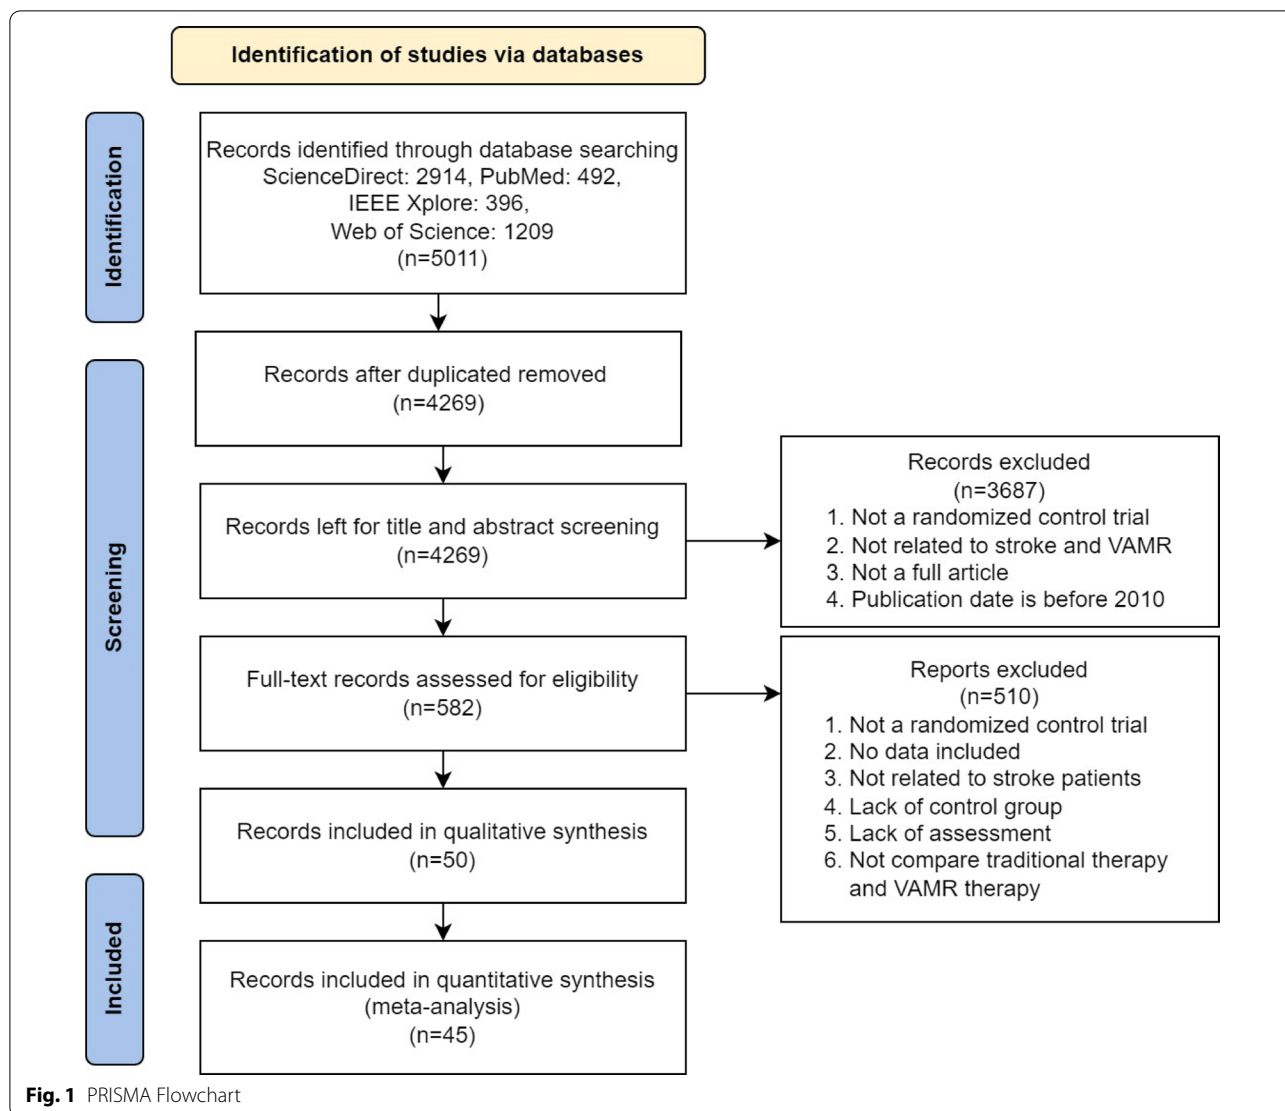 Identification of studies via databases
Identification
Records identified through database searching
ScienceDirect: 2914, PubMed: 492,
IEEE Xplore: 396,
Web of Science: 1209
(n=5011)
Screening
Records after duplicated removed
(n=4269)
Records left for title and abstract screening
(n=4269)
Records excluded
(n=3687)
1. Not a randomized control trial
2. Not related to stroke and VAMR
3. Not a full article
4. Publication date is before 2010
Full-text records assessed for eligibility
(n=582)
Reports excluded
(n=510)
1. Not a randomized control trial
2. No data included
3. Not related to stroke patients
4. Lack of control group
5. Lack of assessment
6. Not compare traditional therapy
and VAMR therapy
Records included in qualitative synthesis
(n=50)
Included
Records included in quantitative synthesis
(meta-analysis)
(n=45)
Fig. 1 PRISMA Flowchart